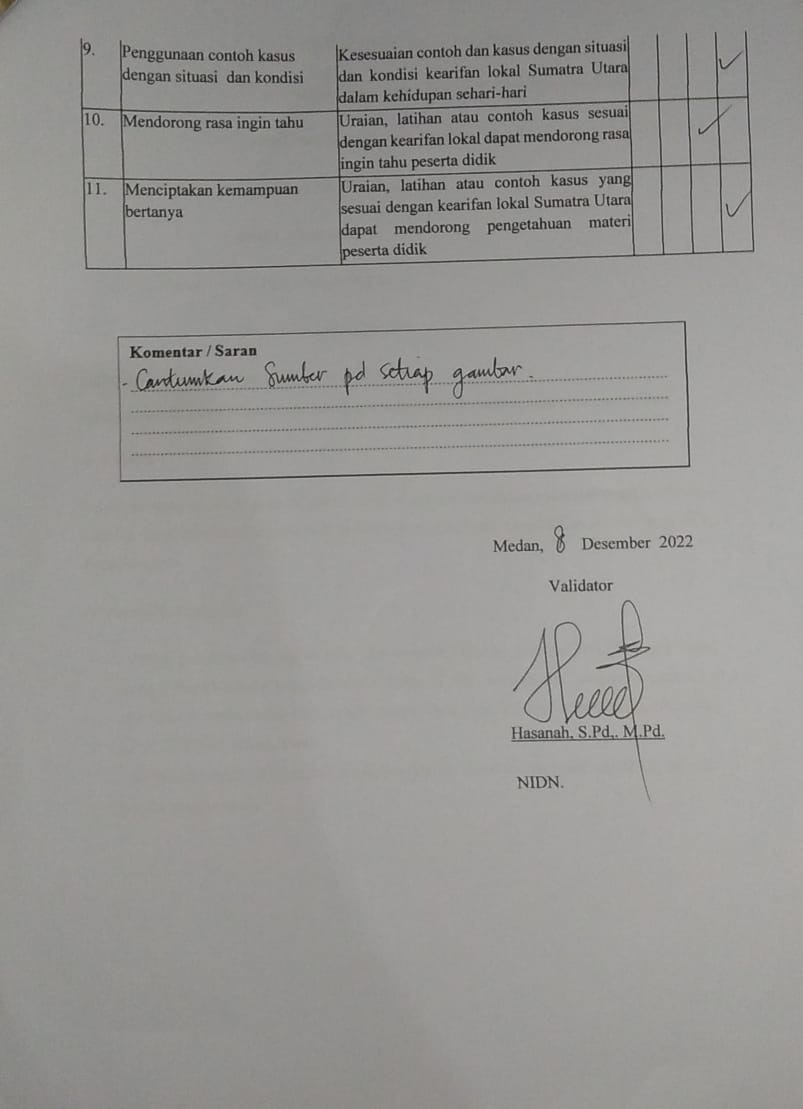 9. Penggunaan contoh kasus Kesesuaian contoh dan kasus dengan situasi
dengan situasi dan kondisi dan kondisi kearifan lokal Sumatra Utara
dalam kehidupan sehari-hari
10. Mendorong rasa ingin tahu Uraian, latihan atau contoh kasus sesuai
dengan kearifan lokal dapat mendorong rasa
ingin tahu peserta didik
11. Menciptakan kemampuan Uraian, latihan atau contoh kasus yang
bertanya sesuai dengan kearifan lokal Sumatra Utara
dapat mendorong pengetahuan materi
peserta didik
Komentar / Saran
- Cantumkan Sumber pd setiap gambar.
Medan, 8 Desember 2022
Validator
Hasanah, S.Pd,. M.Pd.
NIDN.